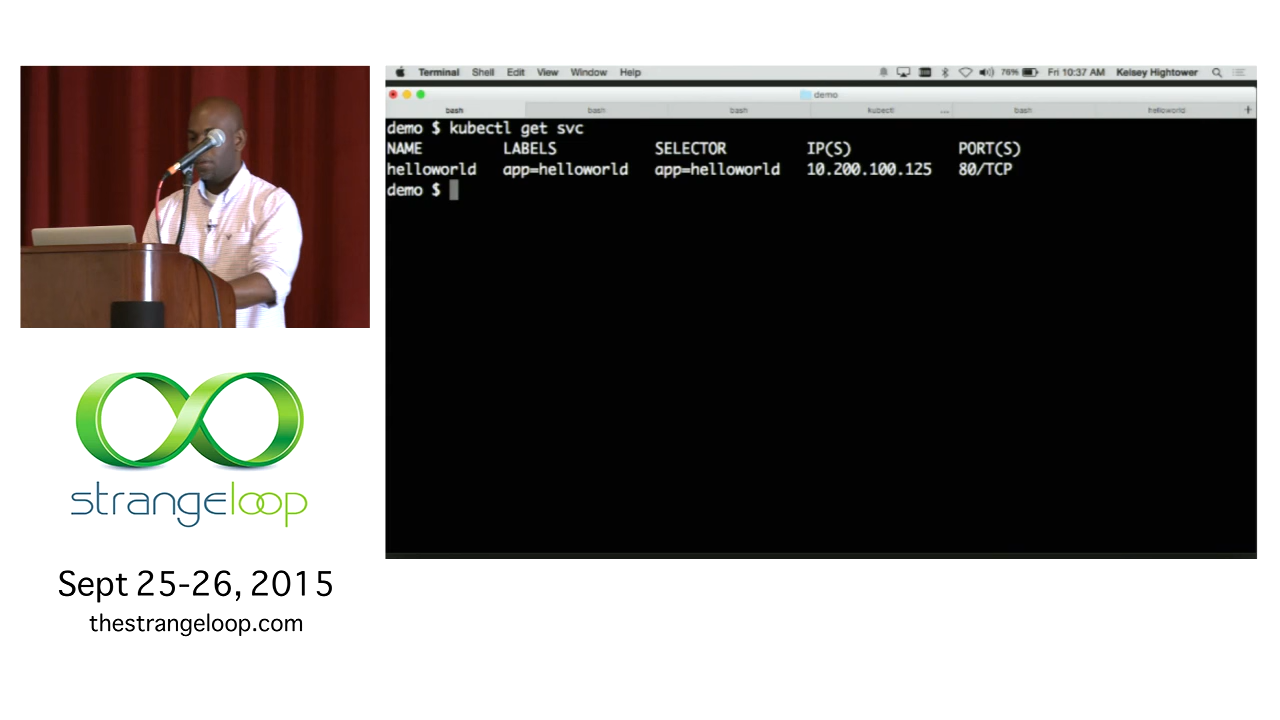 Terminal Shell Edit View Window Help 76% Fri 10:37 AM Kelsey Hightower
demo
bash bash bash kubectl ... bash helloworld +
demo $ kubectl get svc
NAME LABELS SELECTOR IP(S) PORT(S)
helloworld app=helloworld app=helloworld 10.200.100.125 80/TCP
demo $
strangeloop
Sept 25-26, 2015
thestrangeloop.com